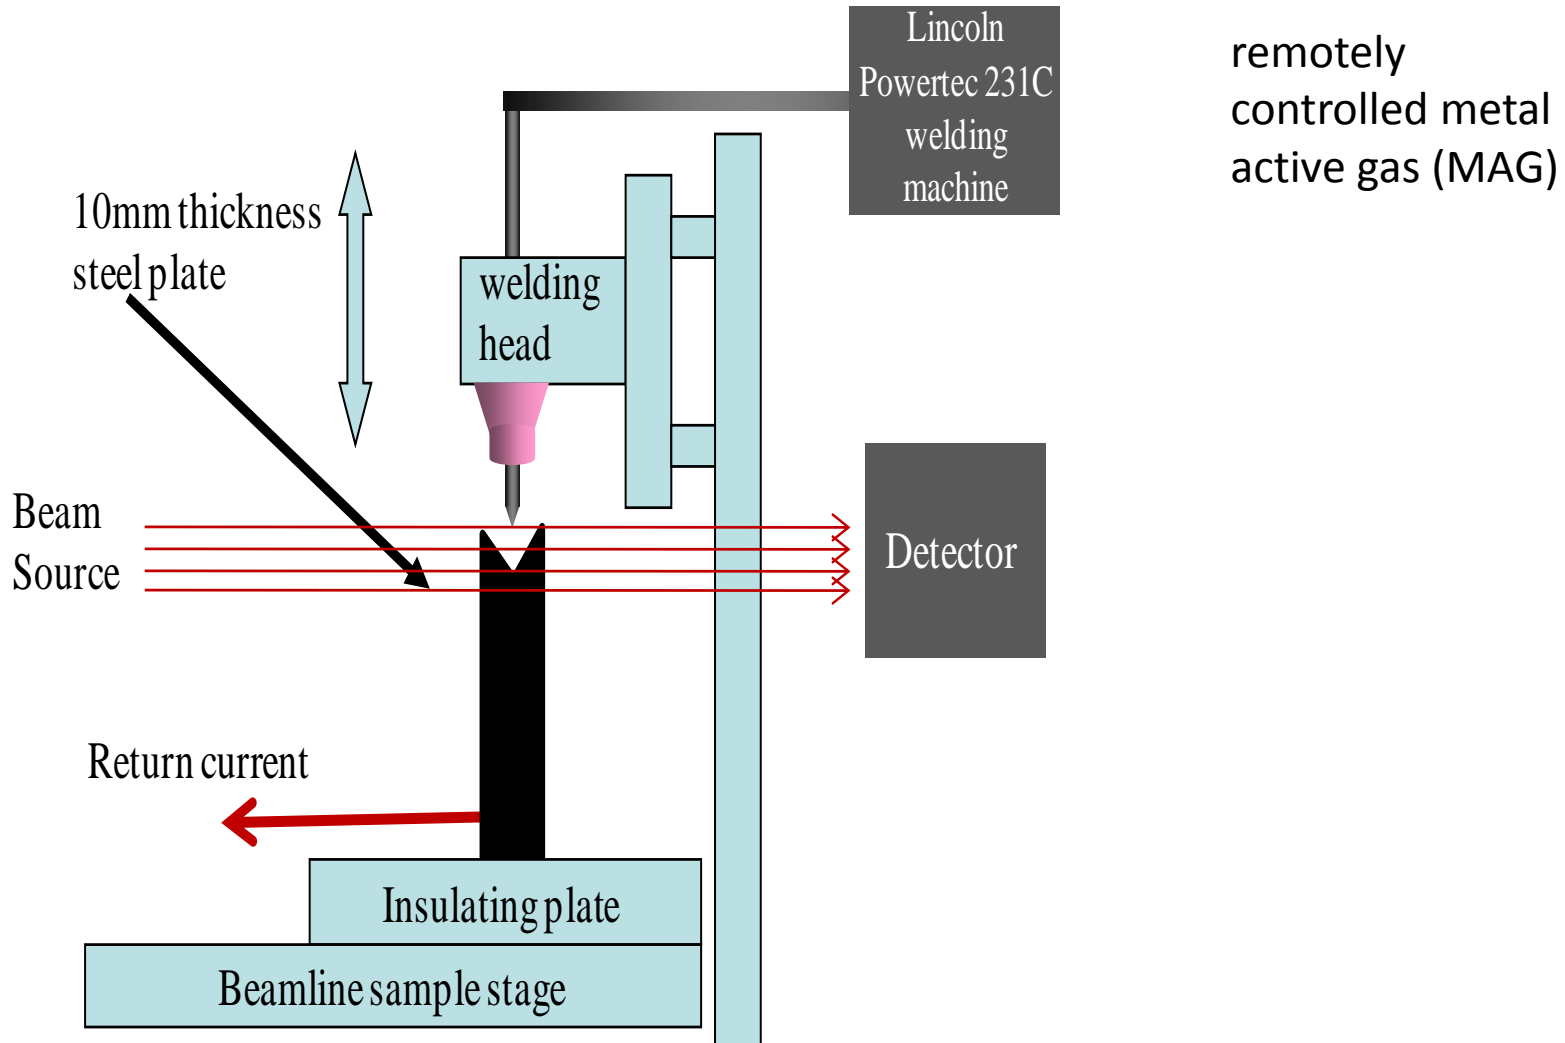 Lincoln
Powertec 231C
welding
machine
remotely
controlled metal
active gas (MAG)
10mm thickness
steel plate
welding
head
Beam
Source
Detector
Return current
Insulating plate
Beamline sample stage